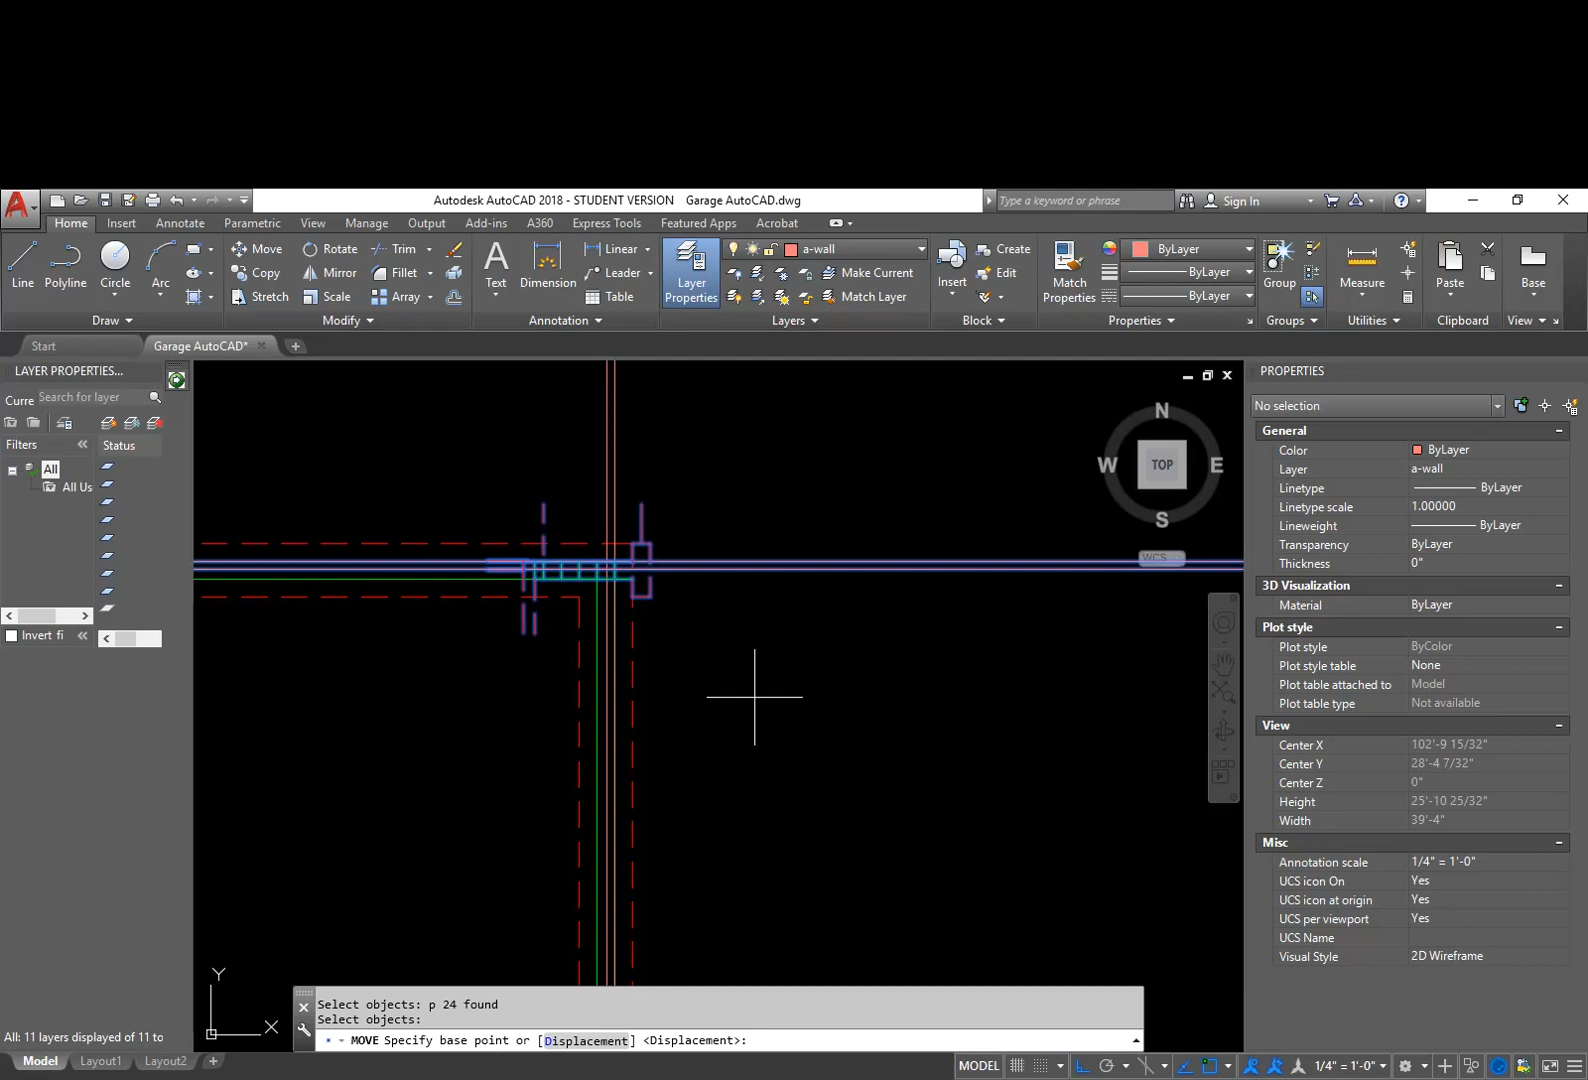 Autodesk AutoCAD 2018 - STUDENT VERSION Garage AutoCAD.dwg
Type a keyword or phrase
Sign In
Home Insert Annotate Parametric View Manage Output Add-ins A360 Express Tools Featured Apps Acrobat
Line
Polyline
Circle
Arc
Draw
Move Rotate Trim
Copy Mirror Fillet
Stretch Scale Array
Modify
Text
Dimension
Linear
Leader
Table
Annotation
Layer
Properties
a-wall
Make Current
Match Layer
Layers
Insert
Create
Edit
Block
Match
Properties
ByLayer
ByLayer
ByLayer
Properties
Group
Groups
Measure
Utilities
Paste
Clipboard
Base
View
Start
Garage AutoCAD*
LAYER PROPERTIES...
Curre Search for layer
Filters
Status
All
All Us
Invert fi
All: 11 layers displayed of 11 to
N
W TOP E
S
WCS
Y
X
PROPERTIES
No selection
General
Color ByLayer
Layer a-wall
Linetype ByLayer
Linetype scale 1.00000
Lineweight ByLayer
Transparency ByLayer
Thickness 0"
3D Visualization
Material ByLayer
Plot style
Plot style ByColor
Plot style table None
Plot table attached to Model
Plot table type Not available
View
Center X 102'-9 15/32"
Center Y 28'-4 7/32"
Center Z 0"
Height 25'-10 25/32"
Width 39'-4"
Misc
Annotation scale 1/4" = 1'-0"
UCS icon On Yes
UCS icon at origin Yes
UCS per viewport Yes
UCS Name
Visual Style 2D Wireframe
Select objects: p 24 found
Select objects:
MOVE Specify base point or [Displacement] <Displacement>:
Model Layout1 Layout2
MODEL
1/4" = 1'-0"